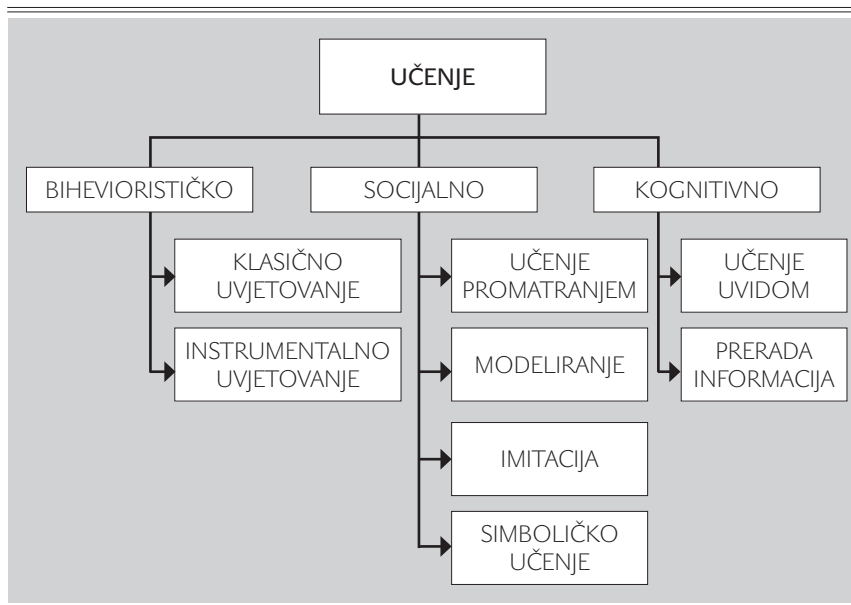 UČENJE
BIHEVIORISTIČKO
SOCIJALNO
KOGNITIVNO
KLASIČNO
UVJETOVANJE
INSTRUMENTALNO
UVJETOVANJE
UČENJE
PROMATRANJEM
MODELIRANJE
IMITACIJA
SIMBOLIČKO
UČENJE
UČENJE
UVIDOM
PRERADA
INFORMACIJA